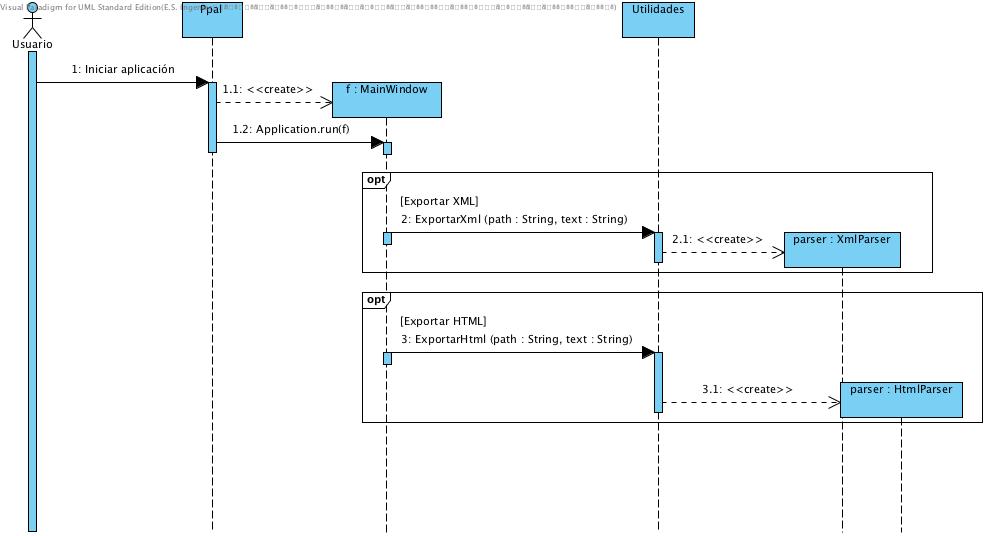 Visual Paradigm for UML Standard Edition(E.S.
Ppal
Utilidades
Usuario
1: Iniciar aplicación
1.1: <<create>>
f : MainWindow
1.2: Application.run(f)
opt
[Exportar XML]
2: ExportarXml (path : String, text : String)
2.1: <<create>>
parser : XmlParser
opt
[Exportar HTML]
3: ExportarHtml (path : String, text : String)
3.1: <<create>>
parser : HtmlParser